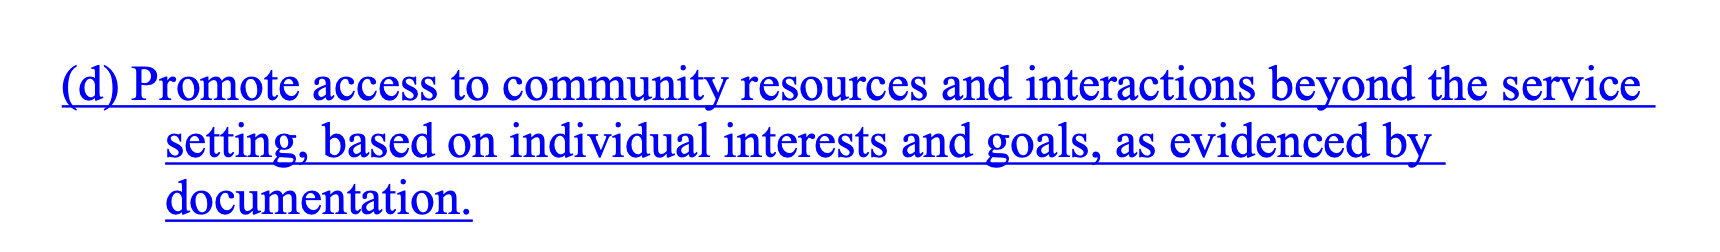 (d) Promote access to community resources and interactions beyond the service
setting, based on individual interests and goals, as evidenced by
documentation.